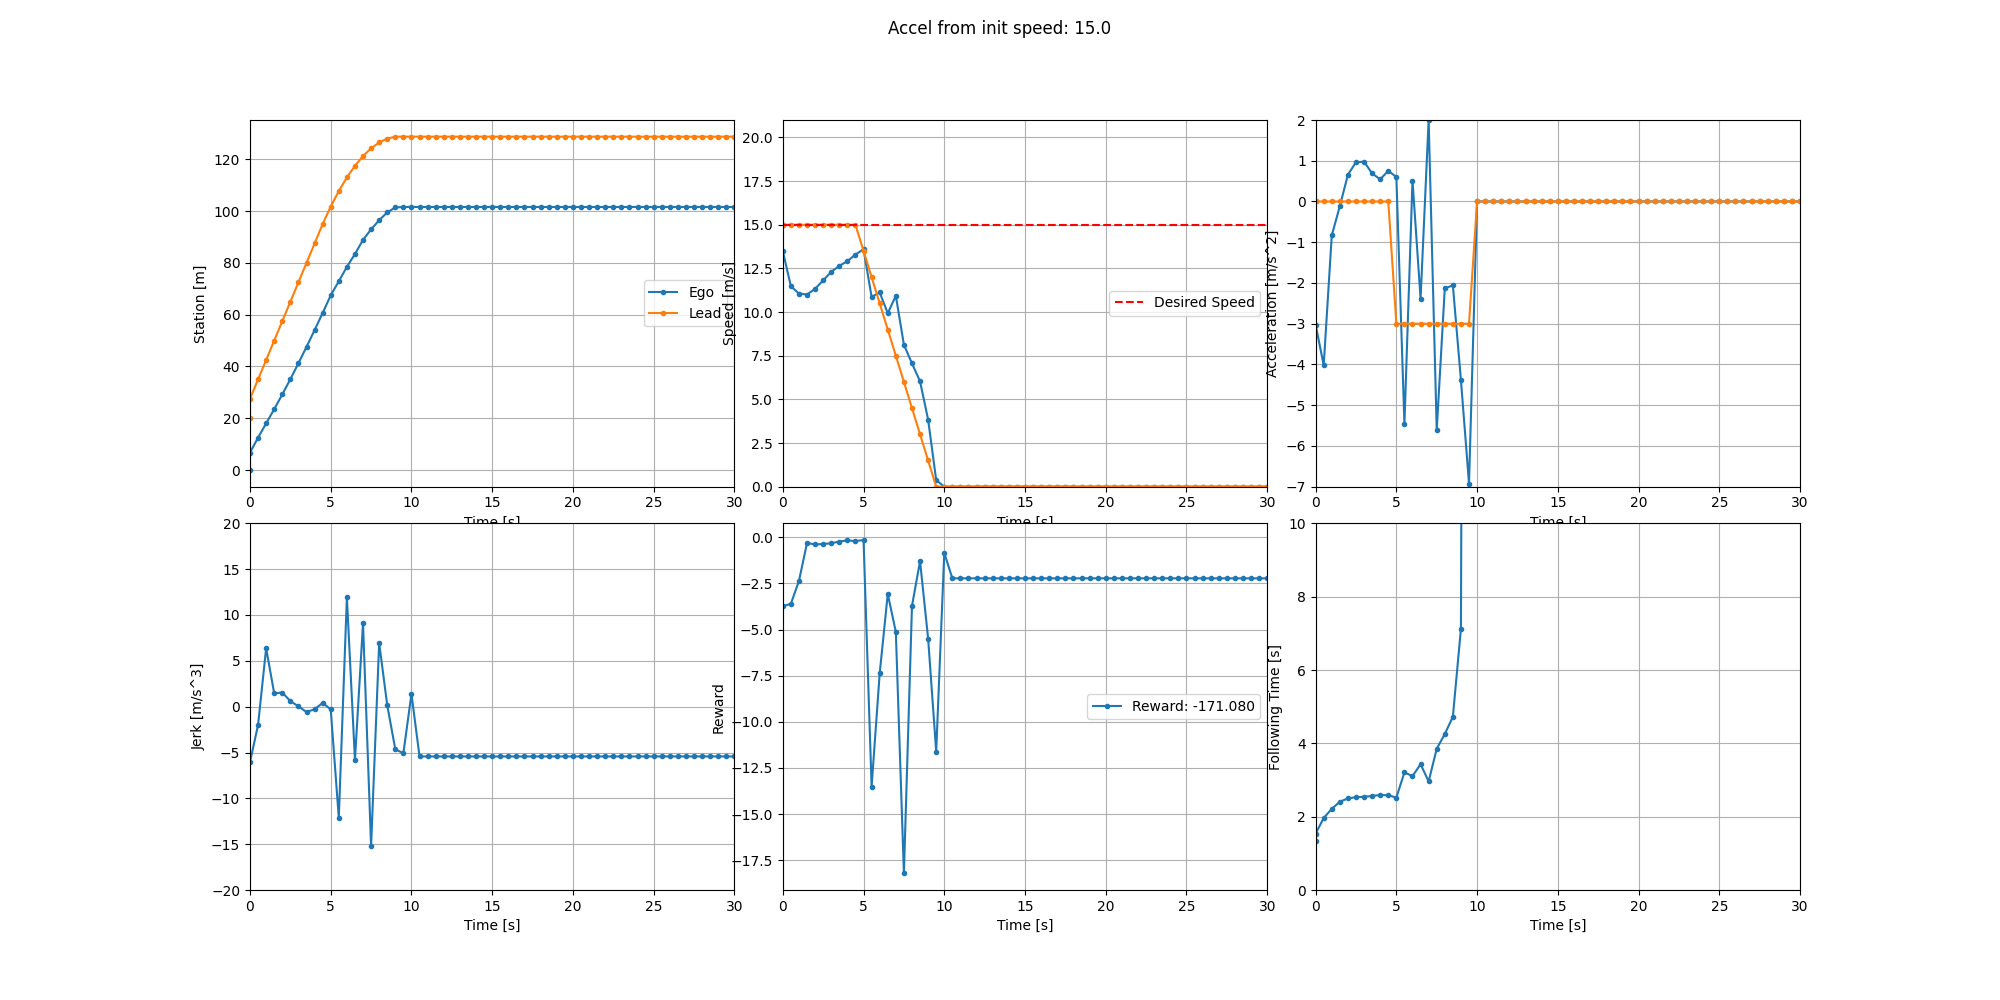 Accel from init speed: 15.0
Station [m]
120
100
80
60
40
20
0
Ego
Lead
0 5 10 15 20 25 30
Time [s]
Speed [m/s]
20.0
17.5
15.0
12.5
10.0
7.5
5.0
2.5
0.0
Desired Speed
0 5 10 15 20 25 30
Time [s]
Acceleration [m/s^2]
2
1
0
−1
−2
−3
−4
−5
−6
−7
0 5 10 15 20 25 30
Time [s]
Jerk [m/s^3]
20
15
10
5
0
−5
−10
−15
−20
0 5 10 15 20 25 30
Time [s]
Reward
0.0
−2.5
−5.0
−7.5
−10.0
−12.5
−15.0
−17.5
Reward: -171.080
0 5 10 15 20 25 30
Time [s]
Following Time [s]
10
8
6
4
2
0
0 5 10 15 20 25 30
Time [s]